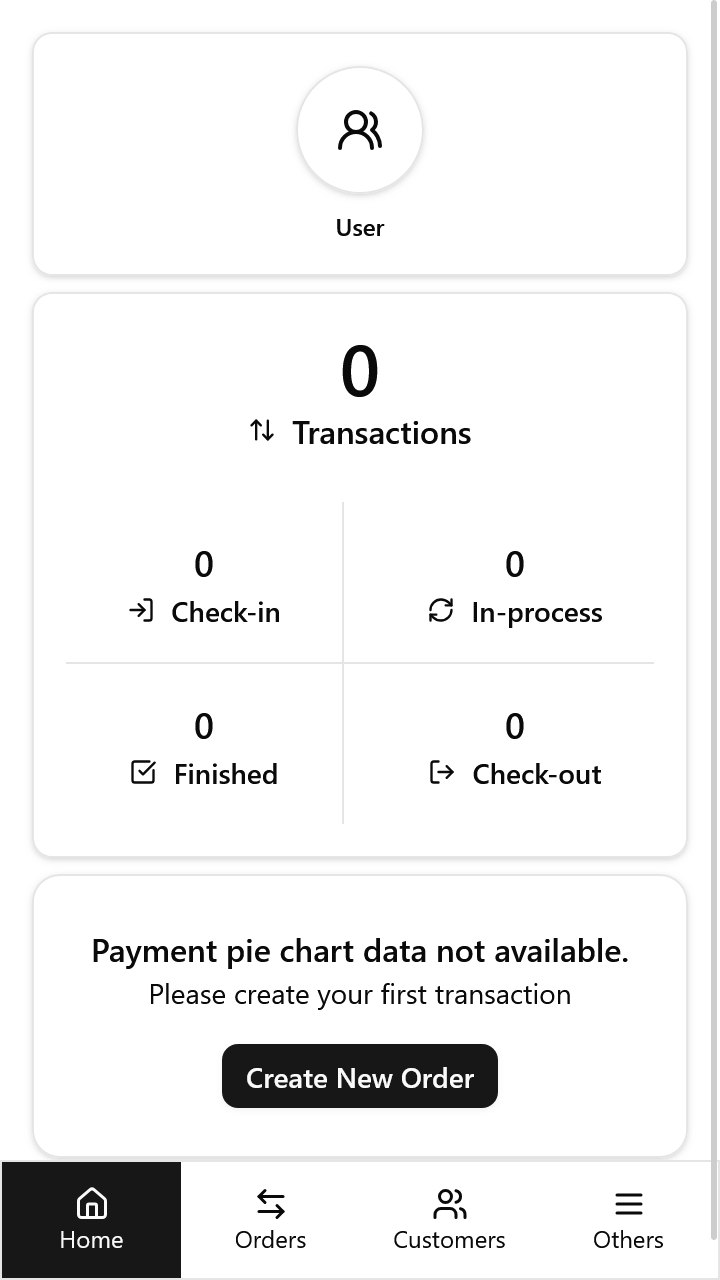 User
0
Transactions
0
Check-in
0
In-process
0
Finished
0
Check-out
Payment pie chart data not available.
Please create your first transaction
Create New Order
Home
Orders
Customers
Others